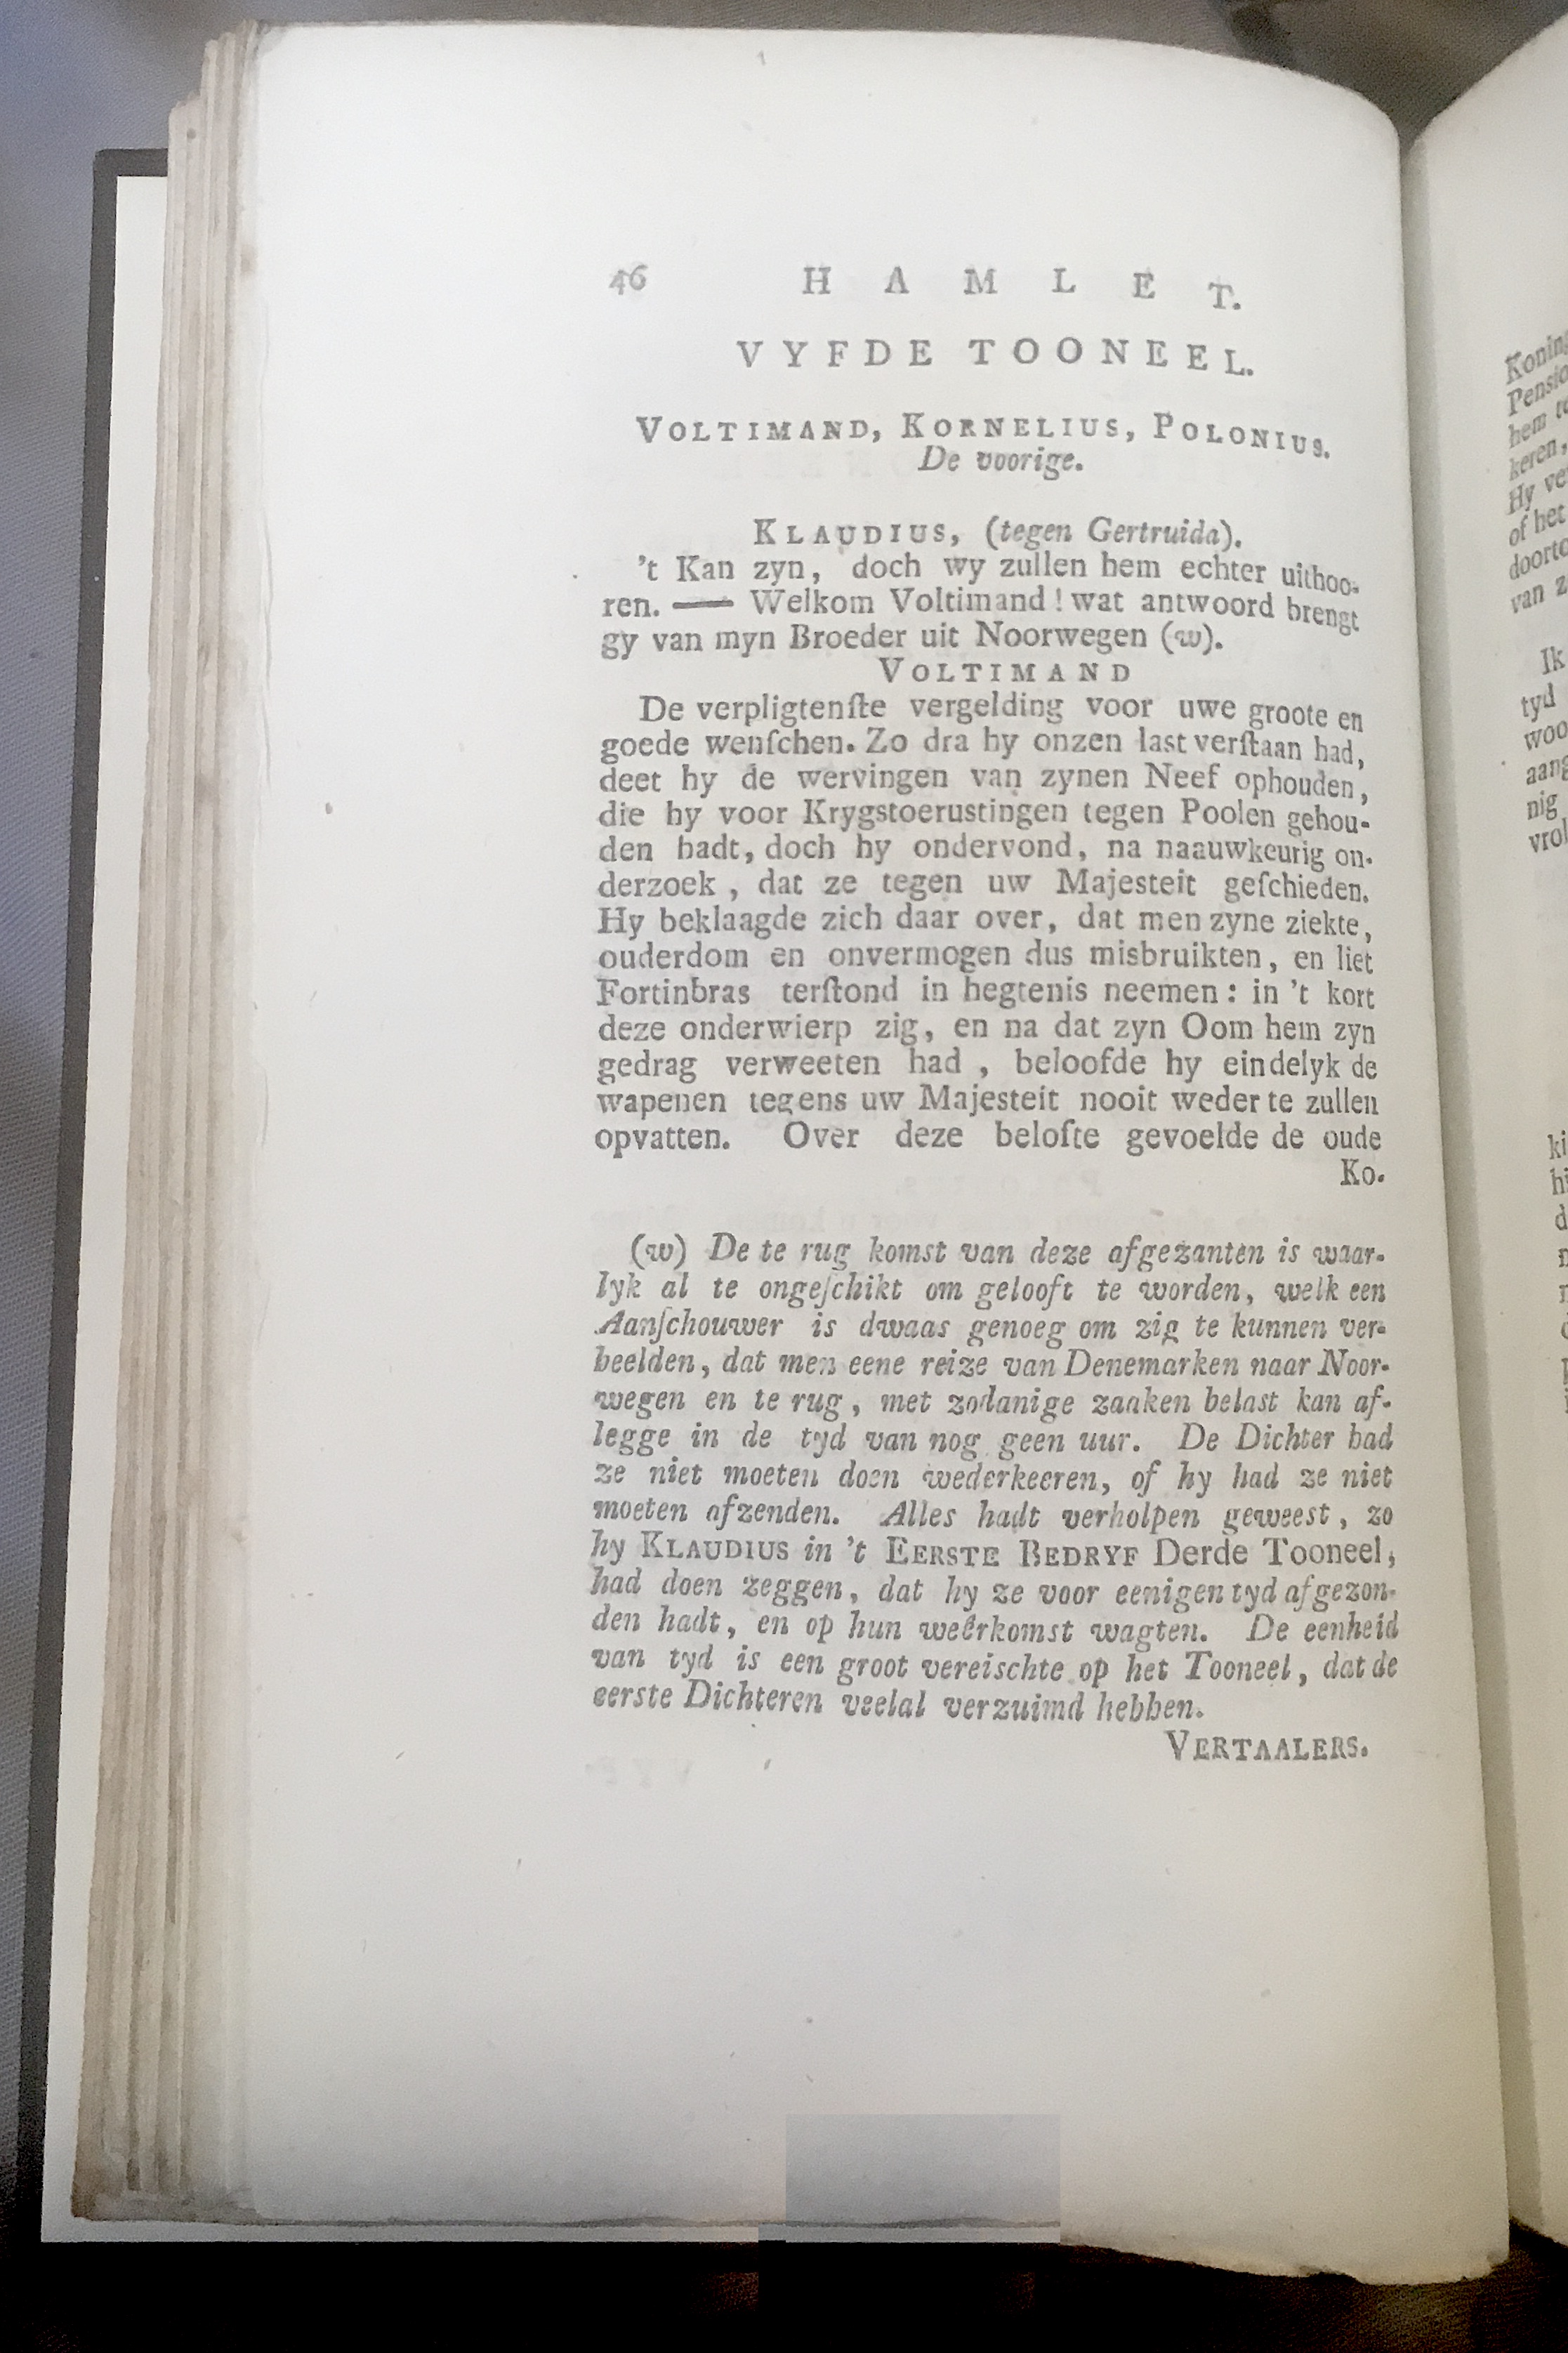 46 HAMLET.
VYFDE TOONEEL.
VOLTIMAND, KORNELIUS, POLONIUS.
De voorige.
KLAUDIUS, (tegen Gertruida).
't Kan zyn, doch wy zullen hem echter uithoo-
ren. — Welkom Voltimand! wat antwoord brengt
gy van myn Broeder uit Noorwegen (w).
VOLTIMAND
De verpligtenſte vergelding voor uwe groote en
goede wenſchen. Zo dra hy onzen last verſtaan had,
deet hy de wervingen van zynen Neef ophouden,
die hy voor Krygstoerustingen tegen Poolen gehou-
den hadt, doch hy ondervond, na naauwkeurig on-
derzoek, dat ze tegen uw Majesteit geſchieden.
Hy beklaagde zich daar over, dat men zyne ziekte,
ouderdom en onvermogen dus misbruikten, en liet
Fortinbras terſtond in hegtenis neemen: in 't kort
deze onderwierp zig, en na dat zyn Oom hem zyn
gedrag verweeten had, beloofde hy eindelyk de
wapenen tegens uw Majesteit nooit weder te zullen
opvatten. Over deze belofte gevoelde de oude
Ko-
(w) De te rug komst van deze afgezanten is waar-
lyk al te ongeſchikt om gelooft te worden, welk een
Aanſchouwer is dwaas genoeg om zig te kunnen ver-
beelden, dat men eene reize van Denemarken naar Noor-
wegen en te rug, met zodanige zaaken belast kan af-
legge in de tyd van nog geen uur. De Dichter had
ze niet moeten doen wederkeeren, of hy had ze niet
moeten afzenden. Alles hadt verholpen geweest, zo
hy KLAUDIUS in 't EERSTE BEDRYF Derde Tooneel,
had doen zeggen, dat hy ze voor eenigen tyd afgezon-
den hadt, en op hun weêrkomst wagten. De eenheid
van tyd is een groot vereischte op het Tooneel, dat de
eerste Dichteren veelal verzuimd hebben.
VERTAALERS.